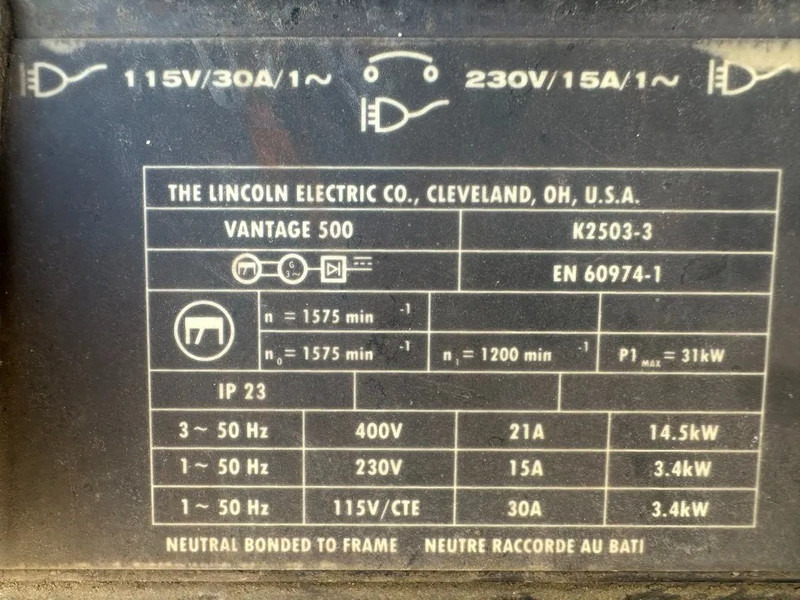 115V/30A/1~ 230V/15A/1~
THE LINCOLN ELECTRIC CO., CLEVELAND, OH, U.S.A.
VANTAGE 500 K2503-3
G 3~ EN 60974-1
n = 1575 min -1
n0 = 1575 min -1 n1 = 1200 min -1 P1MAX = 31kW
IP 23
3~ 50 Hz 400V 21A 14.5kW
1~ 50 Hz 230V 15A 3.4kW
1~ 50 Hz 115V/CTE 30A 3.4kW
NEUTRAL BONDED TO FRAME NEUTRE RACCORDE AU BATI